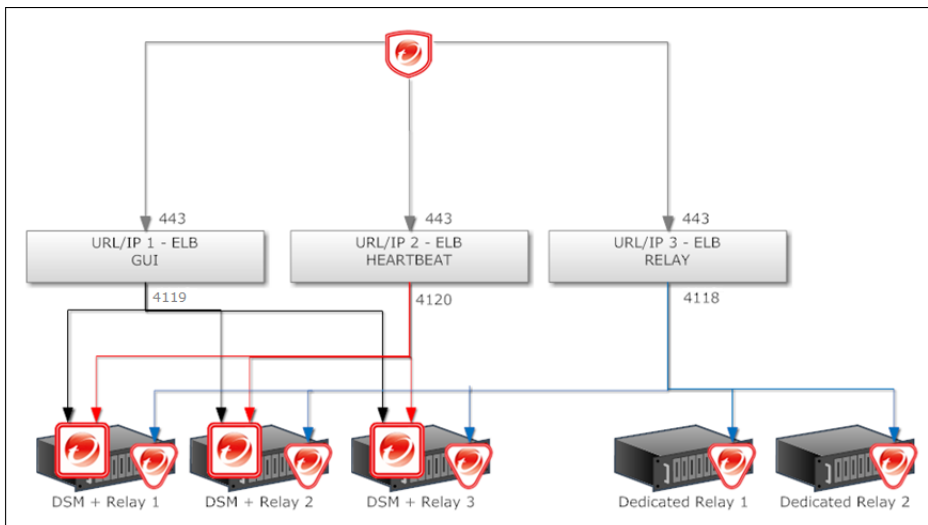 443
443
443
URL/IP 1 - ELB
GUI
URL/IP 2 - ELB
HEARTBEAT
URL/IP 3 - ELB
RELAY
4119
4120
4118
DSM + Relay 1
DSM + Relay 2
DSM + Relay 3
Dedicated Relay 1
Dedicated Relay 2